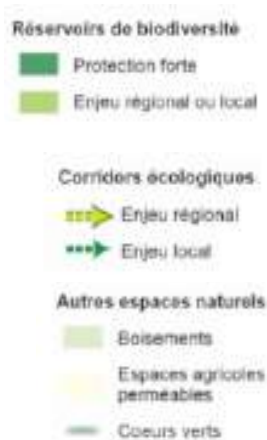 Réservoirs de biodiversité
Protection forte
Enjeu régional ou local
Corridors écologiques
Enjeu régional
Enjeu local
Autres espaces naturels
Boisements
Espaces agricoles
perméables
Coeurs verts